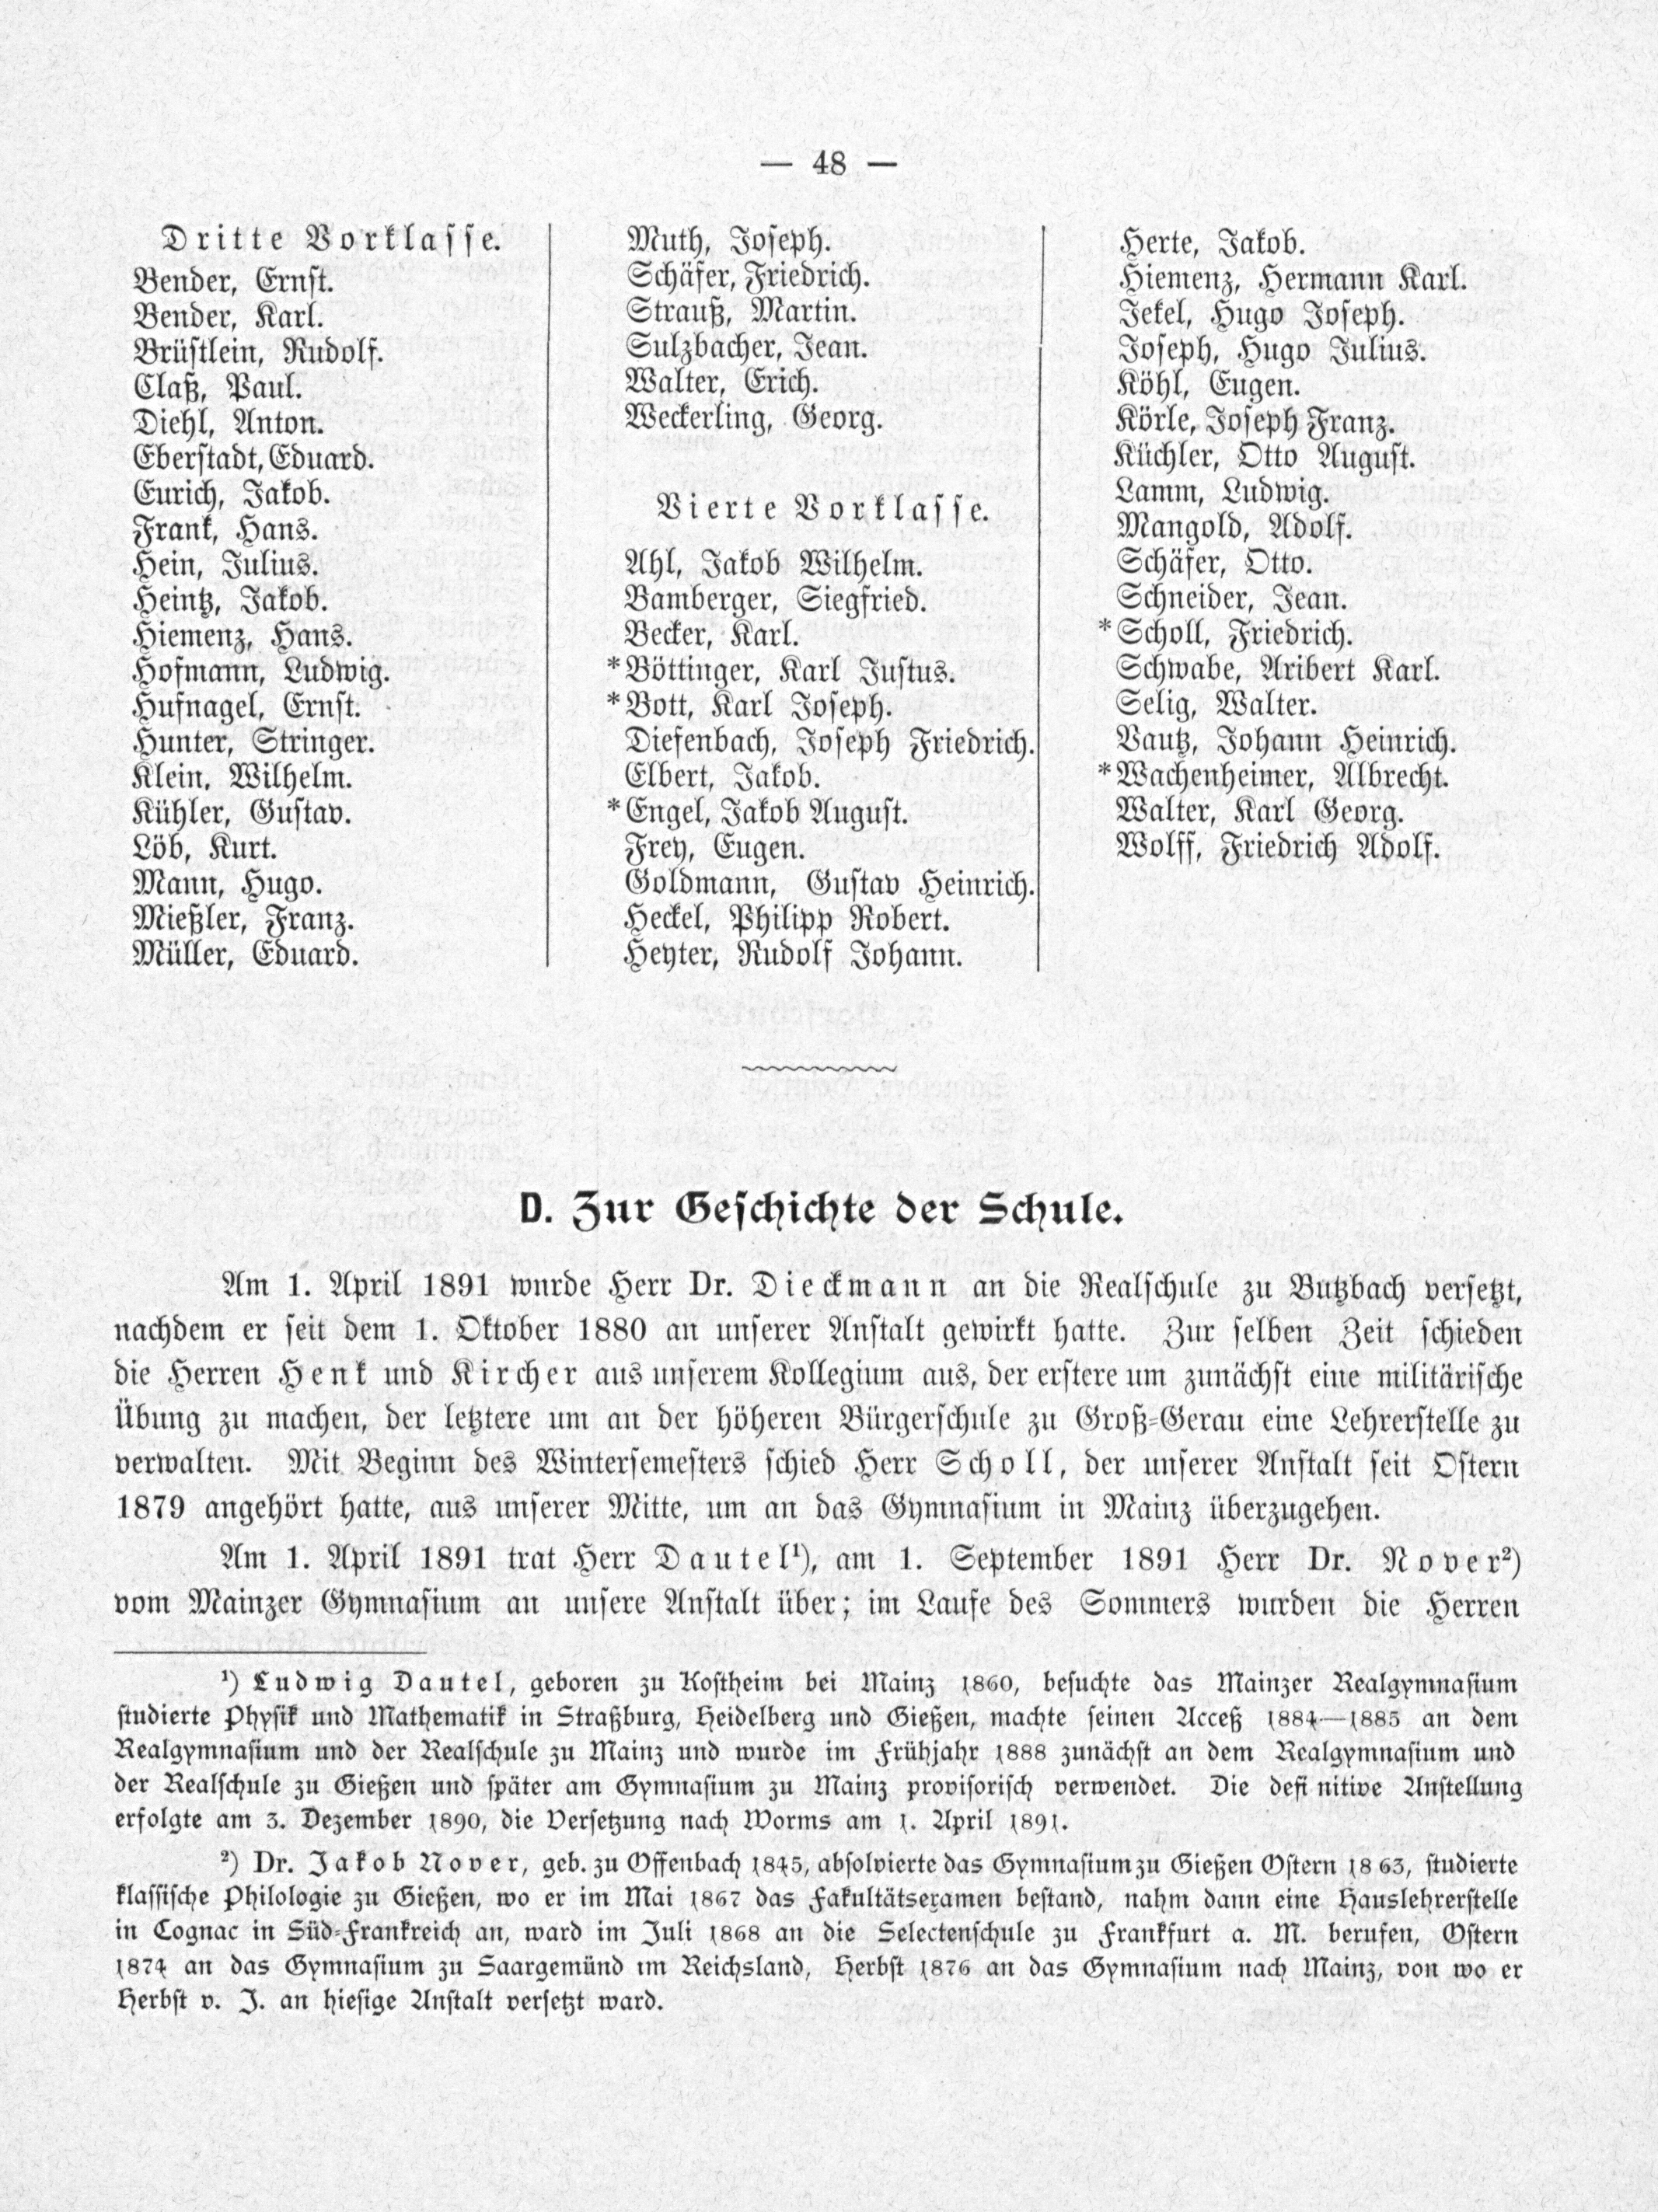 — 48 —
Dritte Vorklasse.
Bender, Ernst.
Bender, Karl.
Brüstlein, Rudolf.
Claß, Paul.
Diehl, Anton.
Eberstadt, Eduard.
Eurich, Jakob.
Frank, Hans.
Hein, Julius.
Heintz, Jakob.
Hiemenz, Hans.
Hofmann, Ludwig.
Hufnagel, Ernst.
Hunter, Stringer.
Klein, Wilhelm.
Kühler, Gustav.
Löb, Kurt.
Mann, Hugo.
Mießler, Franz.
Müller, Eduard.
Muth, Joseph.
Schäfer, Friedrich.
Strauß, Martin.
Sulzbacher, Jean.
Walter, Erich.
Weckerling, Georg.
Vierte Vorklasse.
Ahl, Jakob Wilhelm.
Bamberger, Siegfried.
Becker, Karl.
*Böttinger, Karl Justus.
*Bott, Karl Joseph.
Diefenbach, Joseph Friedrich.
Elbert, Jakob.
*Engel, Jakob August.
Frey, Eugen.
Goldmann, Gustav Heinrich.
Heckel, Philipp Robert.
Heyter, Rudolf Johann.
Herte, Jakob.
Hiemenz, Hermann Karl.
Jekel, Hugo Joseph.
Joseph, Hugo Julius.
Köhl, Eugen.
Körle, Joseph Franz.
Küchler, Otto August.
Lamm, Ludwig.
Mangold, Adolf.
Schäfer, Otto.
Schneider, Jean.
*Scholl, Friedrich.
Schwabe, Aribert Karl.
Selig, Walter.
Vautz, Johann Heinrich.
*Wachenheimer, Albrecht.
Walter, Karl Georg.
Wolff, Friedrich Adolf.
D. Zur Geschichte der Schule.
Am 1. April 1891 wurde Herr Dr. Dieckmann an die Realschule zu Butzbach versetzt,
nachdem er seit dem 1. Oktober 1880 an unserer Anstalt gewirkt hatte. Zur selben Zeit schieden
die Herren Henk und Kircher aus unserem Kollegium aus, der erstere um zunächst eine militärische
Übung zu machen, der letztere um an der höheren Bürgerschule zu Groß-Gerau eine Lehrerstelle zu
verwalten. Mit Beginn des Wintersemesters schied Herr Scholl, der unserer Anstalt seit Ostern
1879 angehört hatte, aus unserer Mitte, um an das Gymnasium in Mainz überzugehen.
Am 1. April 1891 trat Herr Dautel¹), am 1. September 1891 Herr Dr. Nover²)
vom Mainzer Gymnasium an unsere Anstalt über; im Laufe des Sommers wurden die Herren
¹) Ludwig Dautel, geboren zu Kostheim bei Mainz 1860, besuchte das Mainzer Realgymnasium
studierte Physik und Mathematik in Straßburg, Heidelberg und Gießen, machte seinen Acceß 1884—1885 an dem
Realgymnasium und der Realschule zu Mainz und wurde im Frühjahr 1888 zunächst an dem Realgymnasium und
der Realschule zu Gießen und später am Gymnasium zu Mainz provisorisch verwendet. Die defi nitive Anstellung
erfolgte am 3. Dezember 1890, die Versetzung nach Worms am 1. April 1891.
²) Dr. Jakob Nover, geb. zu Offenbach 1845, absolvierte das Gymnasium zu Gießen Ostern 1863, studierte
klassische Philologie zu Gießen, wo er im Mai 1867 das Fakultätsexamen bestand, nahm dann eine Hauslehrerstelle
in Cognac in Süd-Frankreich an, ward im Juli 1868 an die Selectenschule zu Frankfurt a. M. berufen, Ostern
1874 an das Gymnasium zu Saargemünd im Reichsland, Herbst 1876 an das Gymnasium nach Mainz, von wo er
Herbst v. J. an hiesige Anstalt versetzt ward.